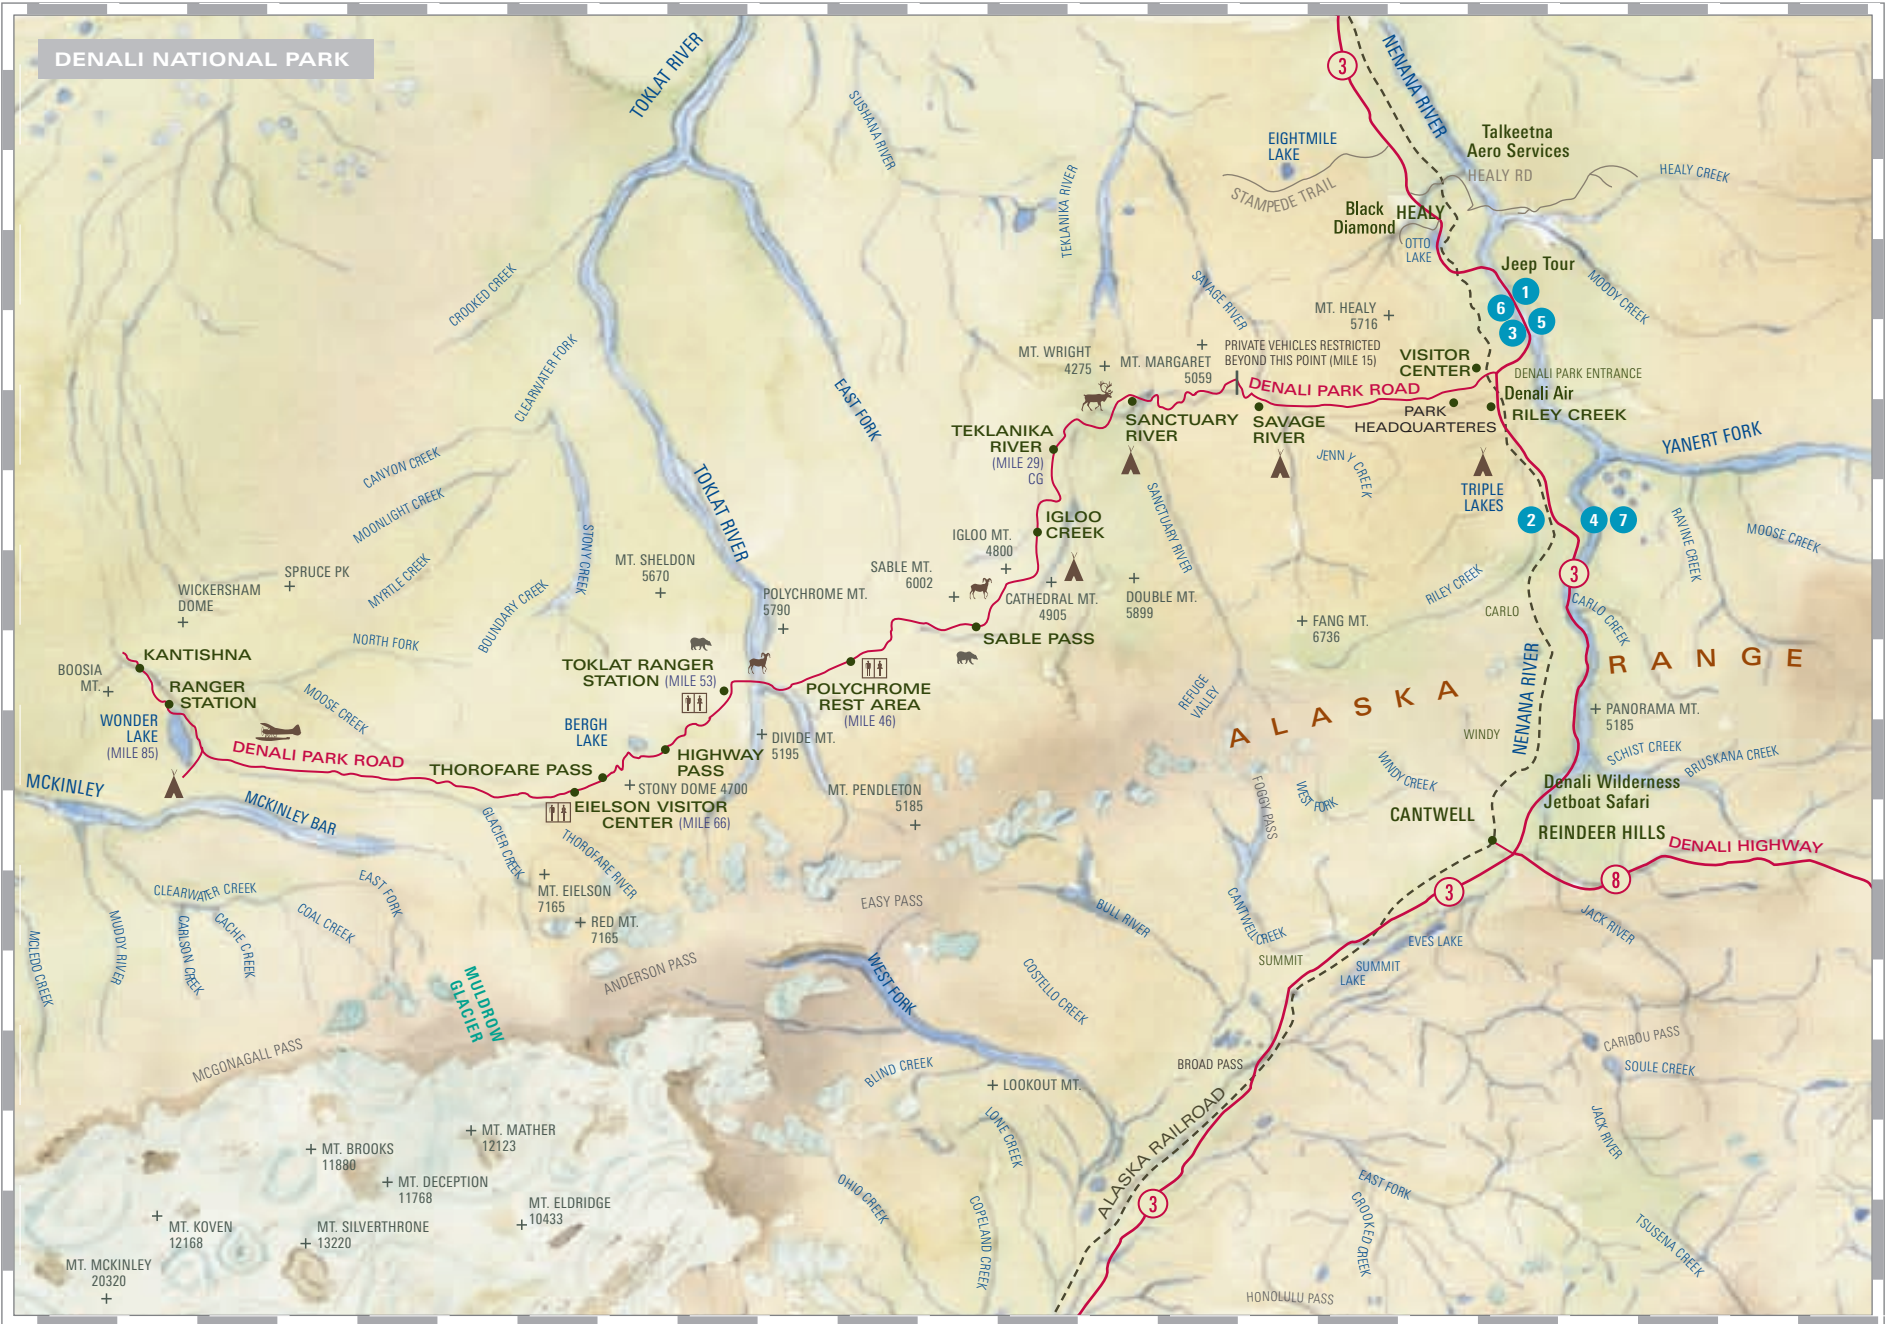 DENALI NATIONAL PARK
TOKLAT RIVER
SUSHANA RIVER
3
NENANA RIVER
EIGHTMILE
LAKE
Talkeetna
Aero Services
HEALY RD
HEALY CREEK
STAMPEDE TRAIL
TEKLANIKA RIVER
Black
Diamond
HEALY
OTTO
LAKE
Jeep Tour
MOODY CREEK
CROOKED CREEK
SAVAGE RIVER
MT. HEALY
5716
1
6
5
3
CLEARWATER FORK
EAST FORK
MT. WRIGHT
4275
MT. MARGARET
5059
PRIVATE VEHICLES RESTRICTED
BEYOND THIS POINT (MILE 15)
VISITOR
CENTER
DENALI PARK ENTRANCE
DENALI PARK ROAD
Denali Air
RILEY CREEK
PARK
HEADQUARTERES
SANCTUARY
RIVER
SAVAGE
RIVER
TEKLANIKA
RIVER
(MILE 29)
CG
YANERT FORK
CANYON CREEK
MOONLIGHT CREEK
TOKLAT RIVER
JENN Y CREEK
TRIPLE
LAKES
2
4
7
SANCTUARY RIVER
RAVINE CREEK
MOOSE CREEK
STONY CREEK
IGLOO
CREEK
IGLOO MT.
4800
MT. SHELDON
5670
SABLE MT.
6002
SPRUCE PK
WICKERSHAM
DOME
MYRTLE CREEK
BOUNDARY CREEK
POLYCHROME MT.
5790
CATHEDRAL MT.
4905
DOUBLE MT.
5899
RILEY CREEK
3
CARLO
CARLO CREEK
FANG MT.
6736
NORTH FORK
SABLE PASS
KANTISHNA
BOOSIA
MT.
RANGER
STATION
WONDER
LAKE
(MILE 85)
MOOSE CREEK
TOKLAT RANGER
STATION (MILE 53)
POLYCHROME
REST AREA
(MILE 46)
REFUGE
VALLEY
ALASKA
RANGE
NENANA RIVER
PANORAMA MT.
5185
WINDY
BERGH
LAKE
DIVIDE MT.
5195
DENALI PARK ROAD
THOROFARE PASS
HIGHWAY
PASS
STONY DOME 4700
SCHIST CREEK
BRUSKANA CREEK
WINDY CREEK
WEST FORK
FOGGY PASS
Denali Wilderness
Jetboat Safari
MCKINLEY
MCKINLEY BAR
EIELSON VISITOR
CENTER (MILE 66)
MT. PENDLETON
5185
CANTWELL
REINDEER HILLS
DENALI HIGHWAY
GLACIER CREEK
THOROFARE RIVER
MT. EIELSON
7165
RED MT.
7165
3
8
EASY PASS
CLEARWATER CREEK
EAST FORK
COAL CREEK
CACHE CREEK
CARLSON CREEK
MUDDY RIVER
MCLEDO CREEK
BULL RIVER
CANTWELL
CREEK
JACK RIVER
EVES LAKE
SUMMIT
SUMMIT
LAKE
MULDROW
GLACIER
ANDERSON PASS
WEST FORK
COSTELLO CREEK
MCGONAGALL PASS
CARIBOU PASS
SOULE CREEK
BROAD PASS
BLIND CREEK
LOOKOUT MT.
LONE CREEK
ALASKA RAILROAD
JACK RIVER
MT. MATHER
12123
MT. BROOKS
11880
MT. DECEPTION
11768
MT. ELDRIDGE
10433
MT. KOVEN
12168
MT. SILVERTHRONE
13220
MT. MCKINLEY
20320
OHIO CREEK
COPELAND CREEK
3
EAST FORK
CROOKED CREEK
TSUSENA CREEK
HONOLULU PASS